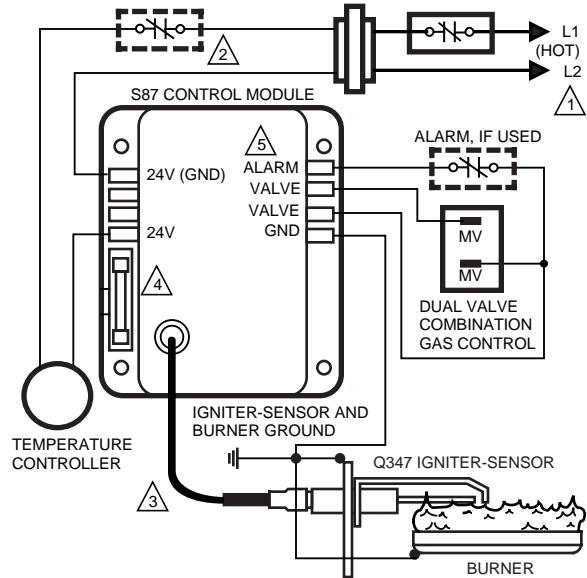 L1
(HOT)
2
L2
1
S87 CONTROL MODULE
ALARM, IF USED
5
24V (GND)
ALARM
VALVE
VALVE
24V
GND
MV
MV
4
DUAL VALVE
COMBINATION
GAS CONTROL
IGNITER-SENSOR AND
BURNER GROUND
TEMPERATURE
CONTROLLER
3
Q347 IGNITER-SENSOR
BURNER